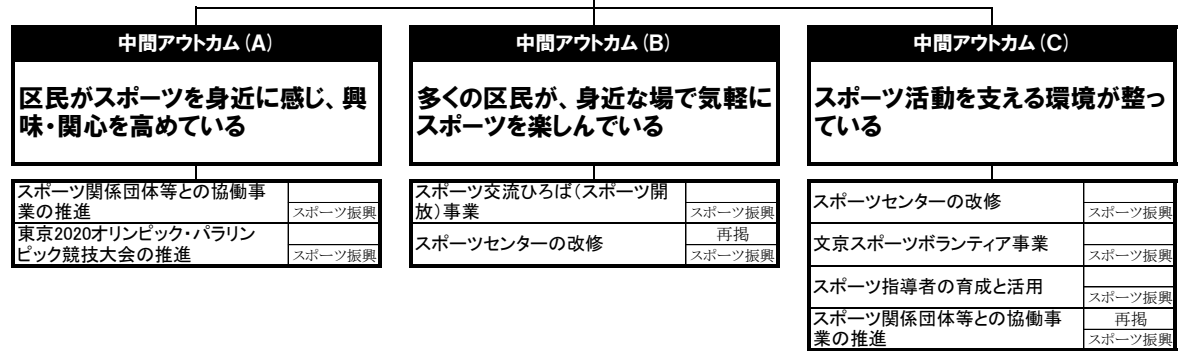 中間アウトカム(A)
区民がスポーツを身近に感じ、興
味・関心を高めている
スポーツ関係団体等との協働事
業の推進
スポーツ振興
東京2020オリンピック・パラリン
ピック競技大会の推進
スポーツ振興
中間アウトカム(B)
多くの区民が、身近な場で気軽に
スポーツを楽しんでいる
スポーツ交流ひろば(スポーツ開
放)事業
スポーツ振興
スポーツセンターの改修
再掲
スポーツ振興
中間アウトカム(C)
スポーツ活動を支える環境が整っ
ている
スポーツセンターの改修
スポーツ振興
文京スポーツボランティア事業
スポーツ振興
スポーツ指導者の育成と活用
スポーツ振興
スポーツ関係団体等との協働事
業の推進
再掲
スポーツ振興